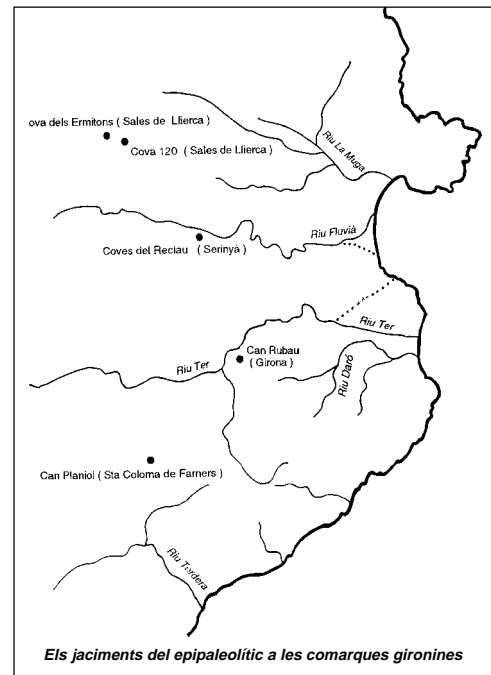 ova dels Ermitons ( Sales de Llierca )
Cova 120 ( Sales de Llierca )
Riu La Muga
Riu Fluvià
Coves del Reclau ( Serinyà )
Riu Ter
Can Rubau
( Girona )
Riu Ter
Riu Daró
Can Planiol ( Sta Coloma de Farners )
Riu Tordera
Els jaciments del epipaleolític a les comarques gironines